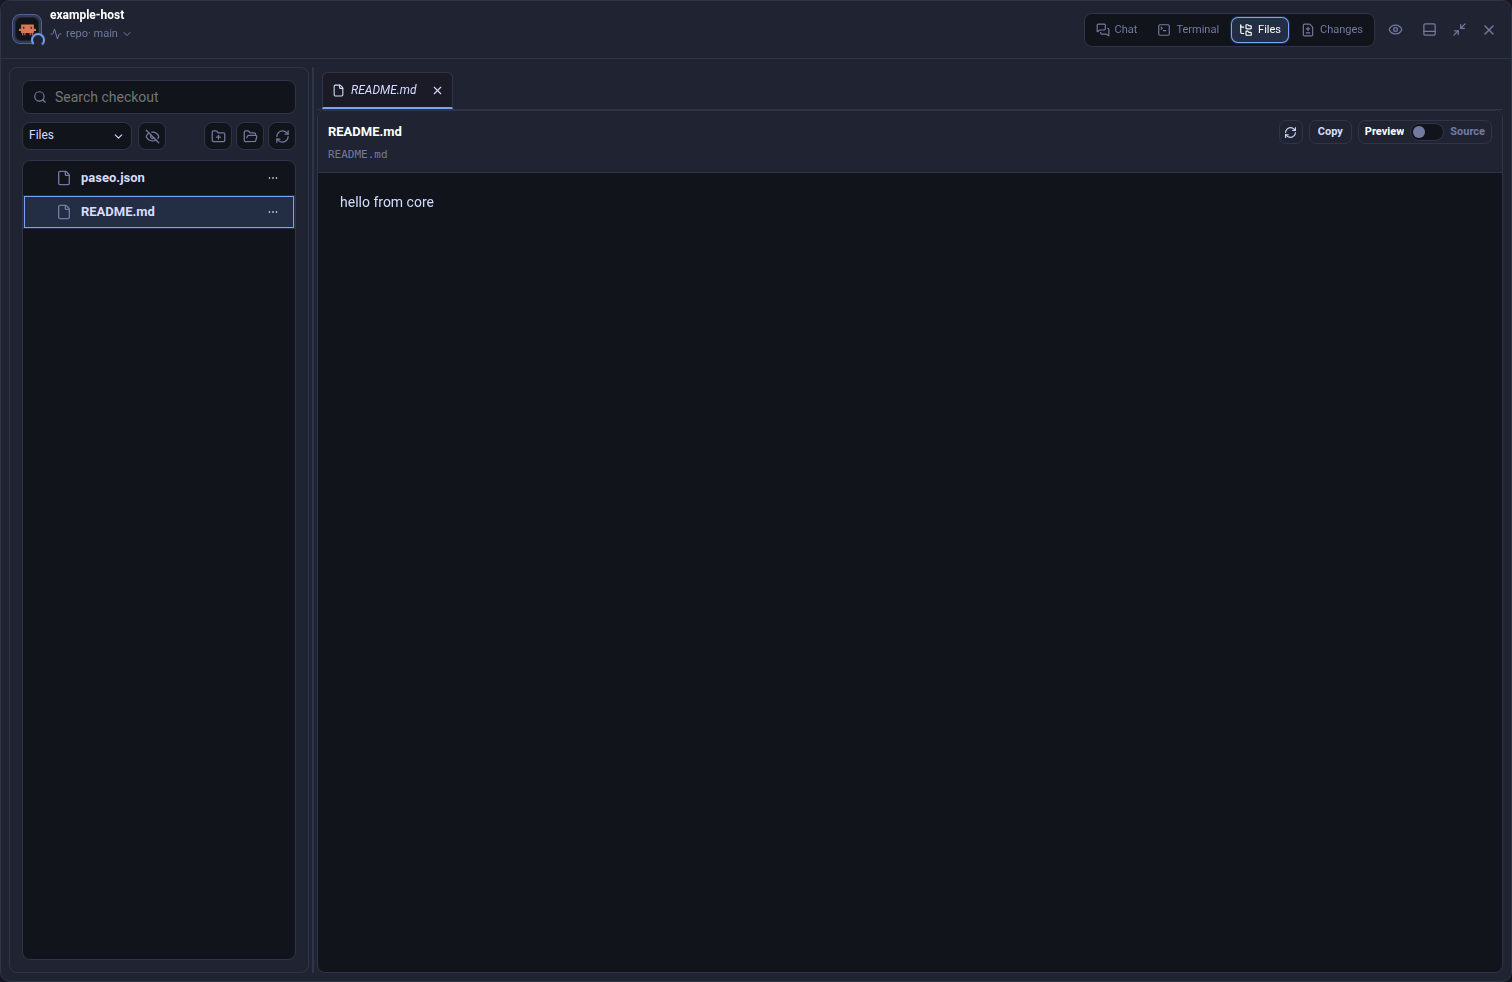 example-host
repo· main
Chat
Terminal
Files
Changes
Search checkout
Files
paseo.json
README.md
README.md
README.md
README.md
Copy
Preview
Source
hello from core